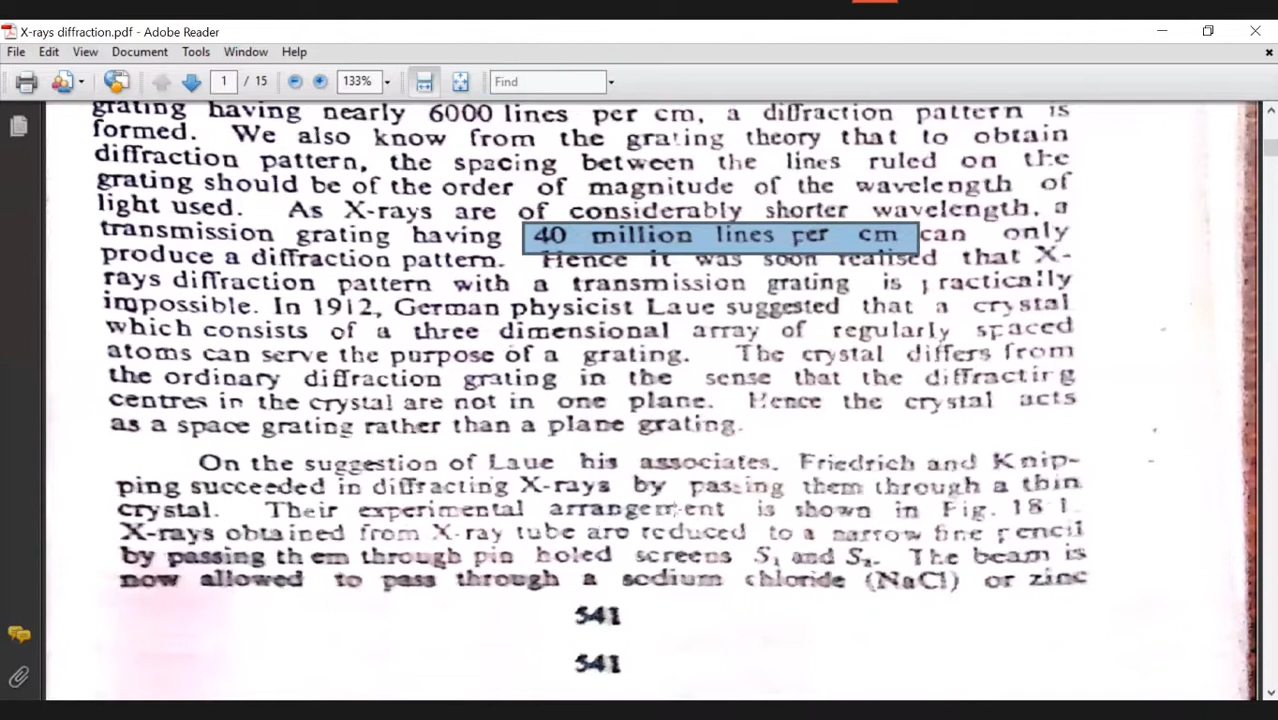 X-rays diffraction.pdf - Adobe Reader
File Edit View Document Tools Window Help
1 / 15 133% Find
grating having nearly 6000 lines per cm, a diffraction pattern is
formed. We also know from the grating theory that to obtain
diffraction pattern, the spacing between the lines ruled on the
grating should be of the order of magnitude of the wavelength of
light used. As X-rays are of considerably shorter wavelength, a
transmission grating having 40 million lines per cm can only
produce a diffraction pattern. Hence it was soon realised that X-
rays diffraction pattern with a transmission grating is practically
impossible. In 1912, German physicist Laue suggested that a crystal
which consists of a three dimensional array of regularly spaced
atoms can serve the purpose of a grating. The crystal differs from
the ordinary diffraction grating in the sense that the diffracting
centres in the crystal are not in one plane. Hence the crystal acts
as a space grating rather than a plane grating.
On the suggestion of Laue his associates, Friedrich and Knip-
ping succeeded in diffracting X-rays by passing them through a thin
crystal. Their experimental arrangement is shown in Fig. 18.1.
X-rays obtained from X-ray tube are reduced to a narrow fine pencil
by passing them through pin holed screens S₁ and S₂. The beam is
now allowed to pass through a sodium chloride (NaCl) or zinc
541
541